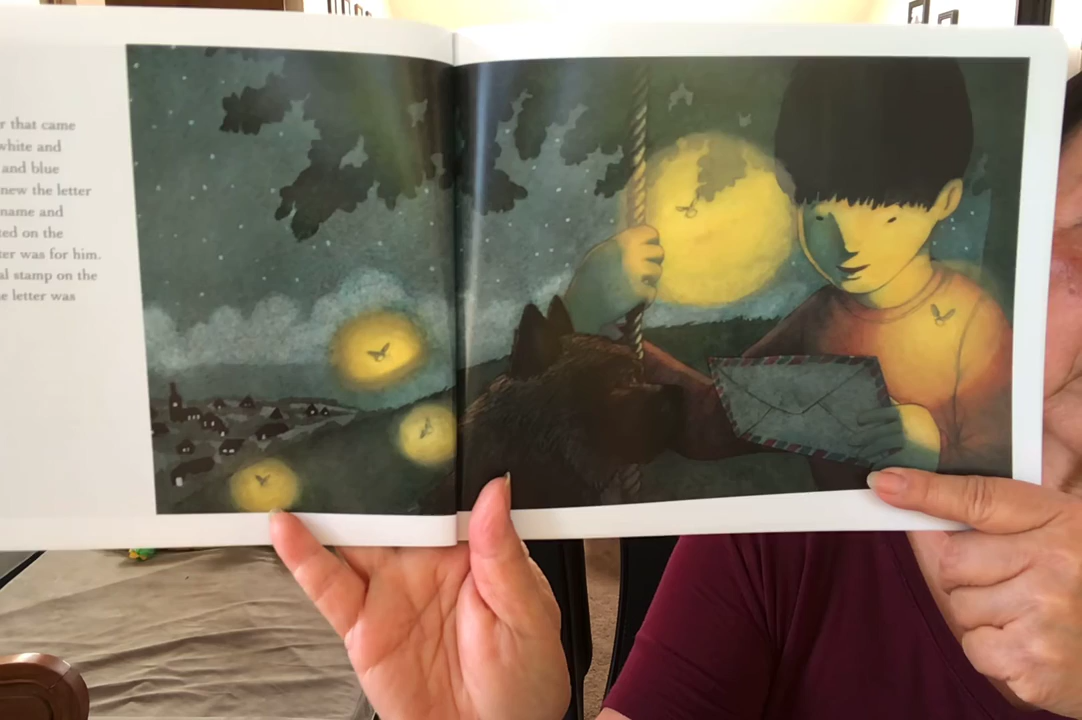 r that came
white and
and blue
new the letter
name and
ted on the
ter was for him.
al stamp on the
e letter was